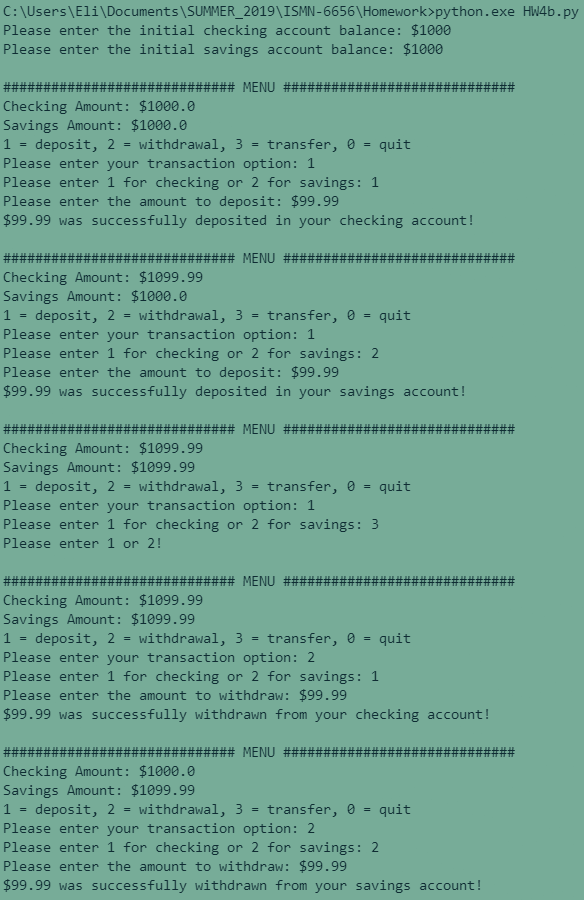 C:\Users\Eli\Documents\SUMMER_2019\ISMN-6656\Homework>python.exe HW4b.py
Please enter the initial checking account balance: $1000
Please enter the initial savings account balance: $1000

############################# MENU #############################
Checking Amount: $1000.0
Savings Amount: $1000.0
1 = deposit, 2 = withdrawal, 3 = transfer, 0 = quit
Please enter your transaction option: 1
Please enter 1 for checking or 2 for savings: 1
Please enter the amount to deposit: $99.99
$99.99 was successfully deposited in your checking account!

############################# MENU #############################
Checking Amount: $1099.99
Savings Amount: $1000.0
1 = deposit, 2 = withdrawal, 3 = transfer, 0 = quit
Please enter your transaction option: 1
Please enter 1 for checking or 2 for savings: 2
Please enter the amount to deposit: $99.99
$99.99 was successfully deposited in your savings account!

############################# MENU #############################
Checking Amount: $1099.99
Savings Amount: $1099.99
1 = deposit, 2 = withdrawal, 3 = transfer, 0 = quit
Please enter your transaction option: 1
Please enter 1 for checking or 2 for savings: 3
Please enter 1 or 2!

############################# MENU #############################
Checking Amount: $1099.99
Savings Amount: $1099.99
1 = deposit, 2 = withdrawal, 3 = transfer, 0 = quit
Please enter your transaction option: 2
Please enter 1 for checking or 2 for savings: 1
Please enter the amount to withdraw: $99.99
$99.99 was successfully withdrawn from your checking account!

############################# MENU #############################
Checking Amount: $1000.0
Savings Amount: $1099.99
1 = deposit, 2 = withdrawal, 3 = transfer, 0 = quit
Please enter your transaction option: 2
Please enter 1 for checking or 2 for savings: 2
Please enter the amount to withdraw: $99.99
$99.99 was successfully withdrawn from your savings account!